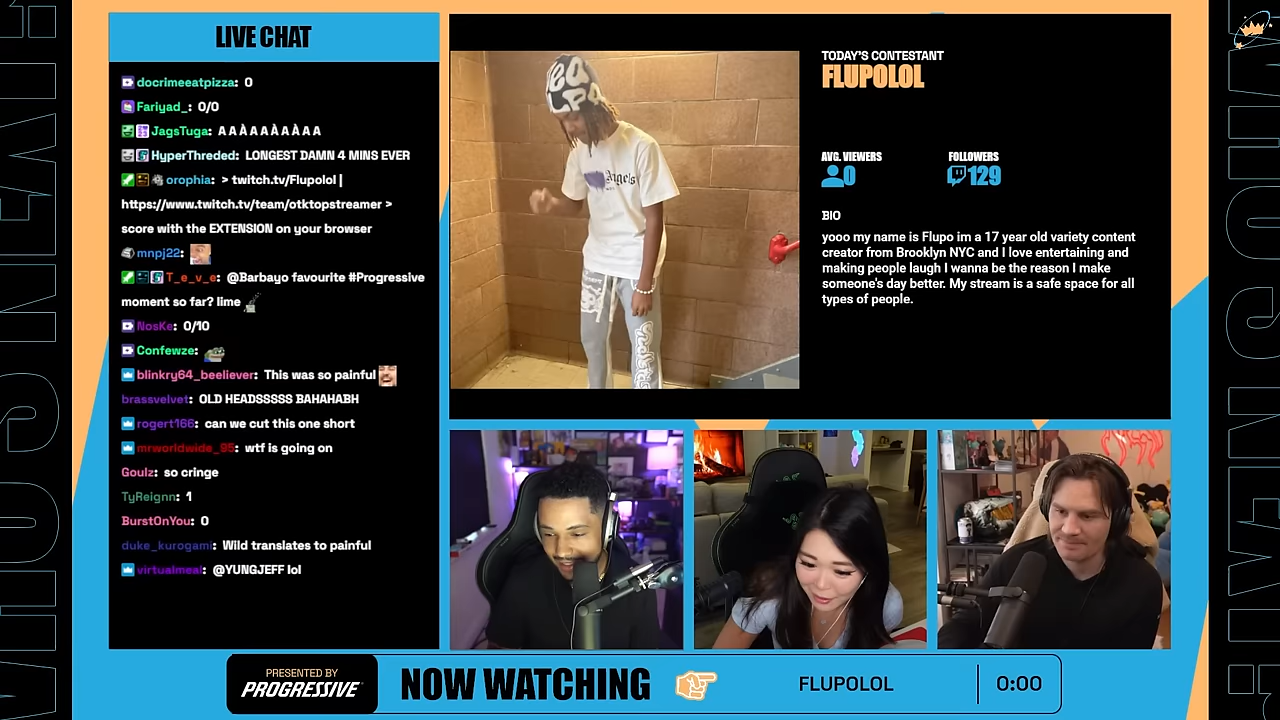 LIVE CHAT
docrimeeatpizza: 0
Fariyad_: 0/0
JagsTuga: A A À A A À A À A A
HyperThreded: LONGEST DAMN 4 MINS EVER
orophia: > twitch.tv/Flupolol |
https://www.twitch.tv/team/otktopstreamer >
score with the EXTENSION on your browser
mnpj22:
T_e_v_e: @Barbayo favourite #Progressive
moment so far? lime
NosKe: 0/10
Confewze:
blinkry64_beeliever: This was so painful
brassvelvet: OLD HEADSSSSS BAHAHABH
rogert166: can we cut this one short
mrworldwide_95: wtf is going on
Goulz: so cringe
TyReignn: 1
BurstOnYou: 0
duke_kurogami: Wild translates to painful
virtualmeal: @YUNGJEFF lol
Angels
TODAY'S CONTESTANT
FLUPOLOL
AVG. VIEWERS
0
FOLLOWERS
129
BIO
yooo my name is Flupo im a 17 year old variety content
creator from Brooklyn NYC and I love entertaining and
making people laugh I wanna be the reason I make
someone's day better. My stream is a safe space for all
types of people.
PRESENTED BY
PROGRESSIVE
NOW WATCHING
FLUPOLOL
0:00